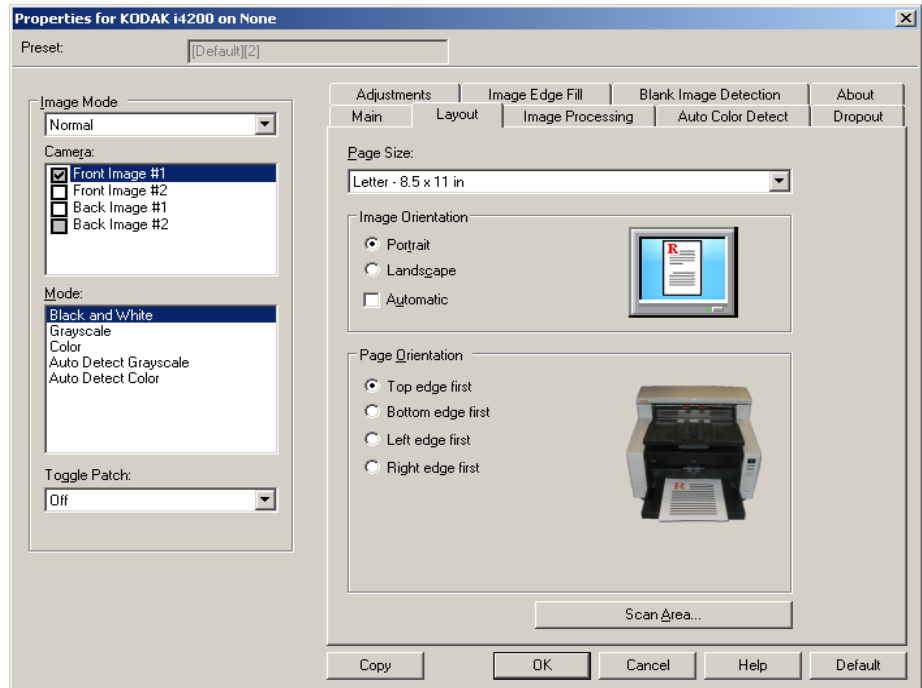 Properties for KODAK i4200 on None
Preset:
[Default][2]
Image Mode
Normal
Camera:
Front Image #1
Front Image #2
Back Image #1
Back Image #2
Mode:
Black and White
Grayscale
Color
Auto Detect Grayscale
Auto Detect Color
Toggle Patch:
Off
Adjustments
Image Edge Fill
Blank Image Detection
About
Main
Layout
Image Processing
Auto Color Detect
Dropout
Page Size:
Letter - 8.5 x 11 in
Image Orientation
Portrait
Landscape
Automatic
R
Page Orientation
Top edge first
Bottom edge first
Left edge first
Right edge first
R
Scan Area...
Copy
OK
Cancel
Help
Default